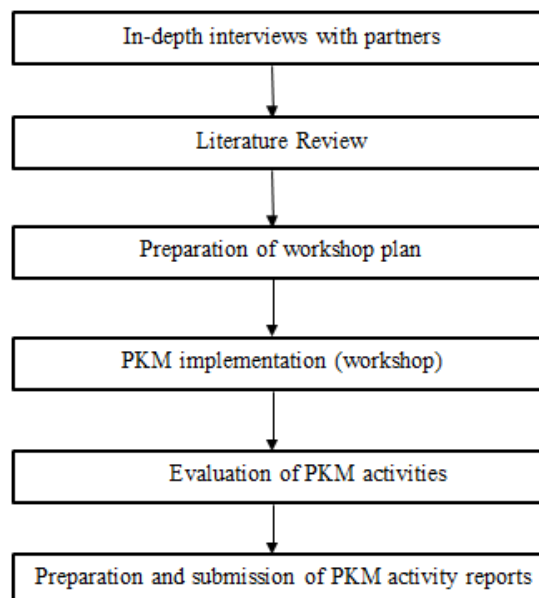 In-depth interviews with partners
Literature Review
Preparation of workshop plan
PKM implementation (workshop)
Evaluation of PKM activities
Preparation and submission of PKM activity reports